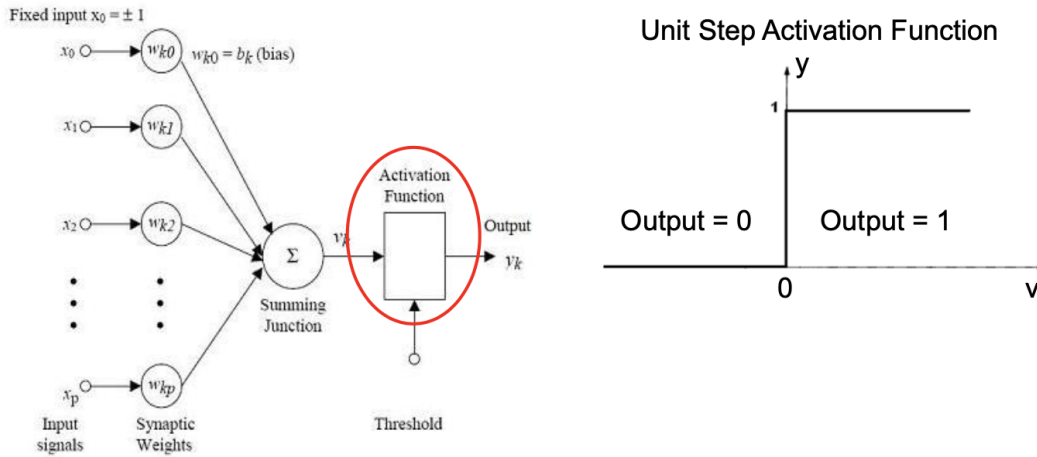 Fixed input x0 = ± 1
x0
wk0
wk0 = bk (bias)
x1
wk1
x2
wk2
xp
wkp
Input
signals
Synaptic
Weights
Σ
Summing
Junction
vk
Activation
Function
Output
yk
Threshold
Unit Step Activation Function
y
1
Output = 0
Output = 1
0
v